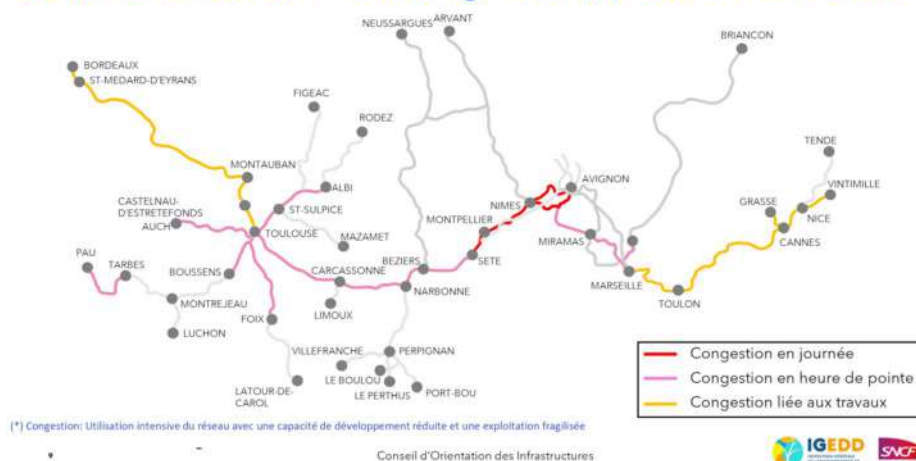 NEUSSARGUES
ARVANT
BRIANCON
BORDEAUX
ST-MEDARD-D'EYRANS
FIGEAC
RODEZ
TENDE
MONTAUBAN
AVIGNON
VINTIMILLE
CASTELNAU-
D'ESTRETEFONDS
ALBI
NIMES
GRASSE
ST-SULPICE
AUCH
MONTPELLIER
NICE
TOULOUSE
MIRAMAS
CANNES
MAZAMET
PAU
TARBES
BOUSSENS
CARCASSONNE
BEZIERS
SETE
MARSEILLE
TOULON
MONTREJEAU
LIMOUX
NARBONNE
FOIX
LUCHON
VILLEFRANCHE
PERPIGNAN
LATOUR-DE-
CAROL
LE BOULOU
LE PERTHUS
PORT-BOU
Congestion en journée
Congestion en heure de pointe
Congestion liée aux travaux
(*) Congestion: Utilisation intensive du réseau avec une capacité de développement réduite et une exploitation fragilisée
Conseil d'Orientation des Infrastructures
IGEDD
SNCF